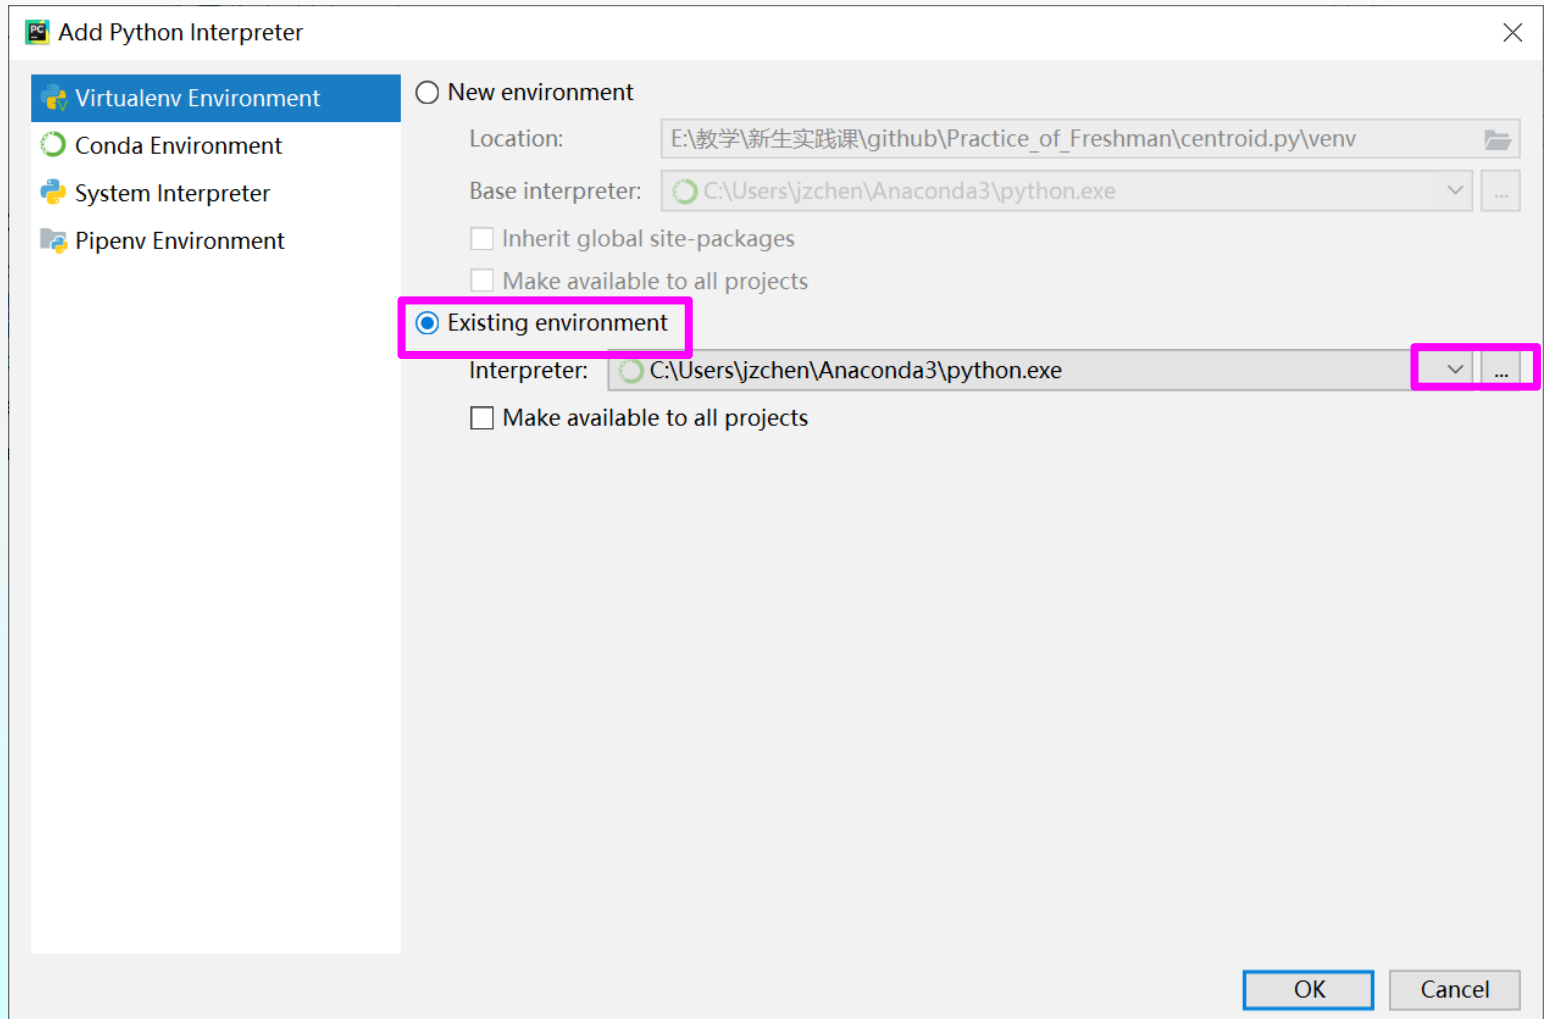 Add Python Interpreter
Virtualenv Environment
Conda Environment
System Interpreter
Pipenv Environment
New environment
Location: E:\教学\新生实践课\github\Practice_of_Freshman\centroid.py\venv
Base interpreter: C:\Users\jzchen\Anaconda3\python.exe ...
Inherit global site-packages
Make available to all projects
Existing environment
Interpreter: C:\Users\jzchen\Anaconda3\python.exe ...
Make available to all projects
OK Cancel